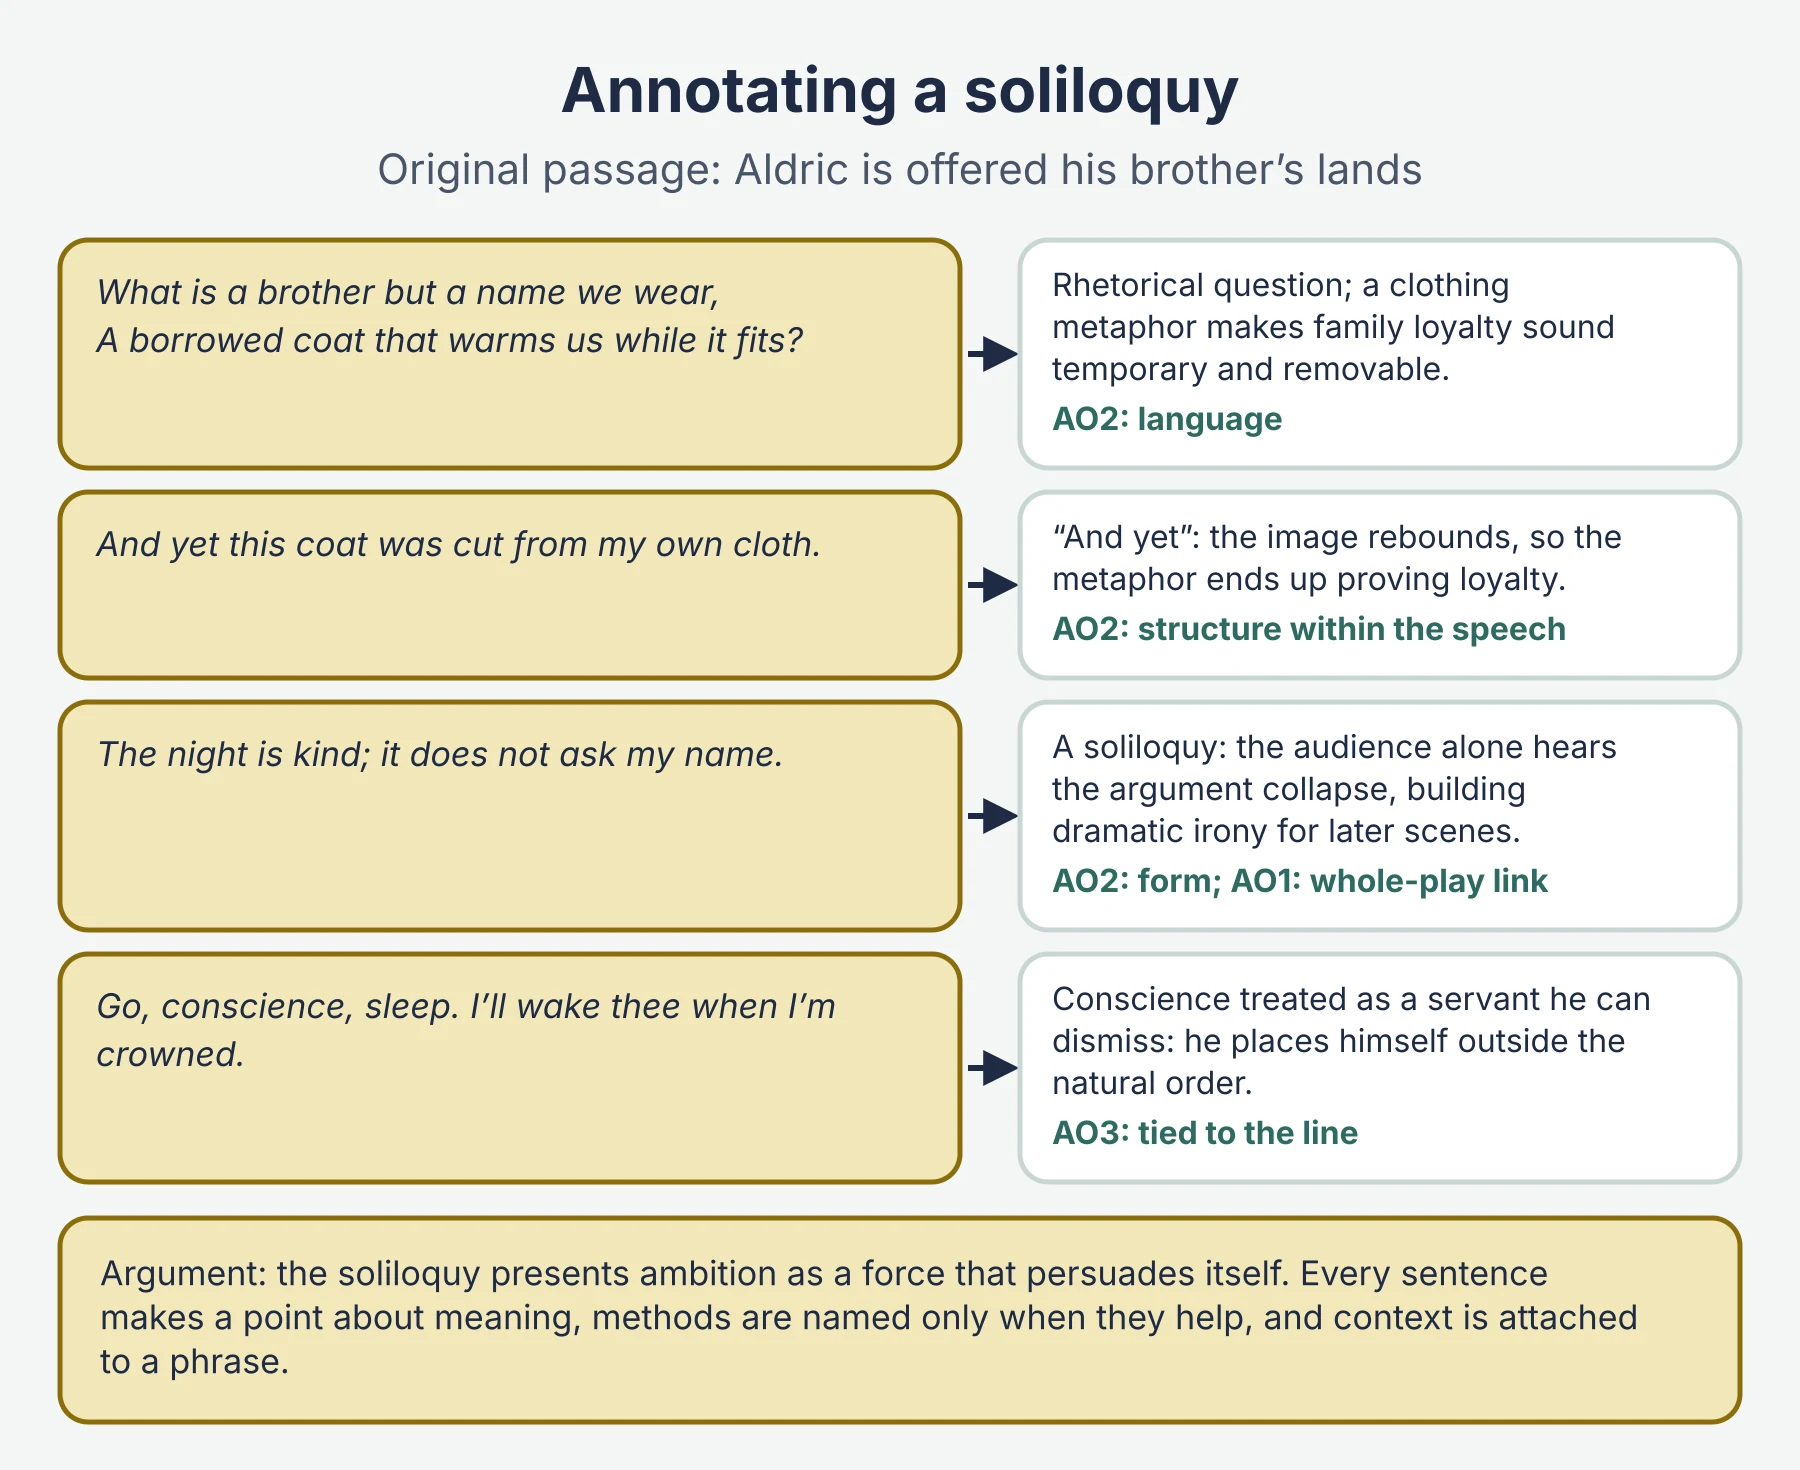 Annotating a soliloquy
Original passage: Aldric is offered his brother’s lands
What is a brother but a name we wear,
A borrowed coat that warms us while it fits?
Rhetorical question; a clothing
metaphor makes family loyalty sound
temporary and removable.
AO2: language
And yet this coat was cut from my own cloth.
“And yet”: the image rebounds, so the
metaphor ends up proving loyalty.
AO2: structure within the speech
The night is kind; it does not ask my name.
A soliloquy: the audience alone hears
the argument collapse, building
dramatic irony for later scenes.
AO2: form; AO1: whole-play link
Go, conscience, sleep. I’ll wake thee when I’m
crowned.
Conscience treated as a servant he can
dismiss: he places himself outside the
natural order.
AO3: tied to the line
Argument: the soliloquy presents ambition as a force that persuades itself. Every sentence
makes a point about meaning, methods are named only when they help, and context is attached
to a phrase.